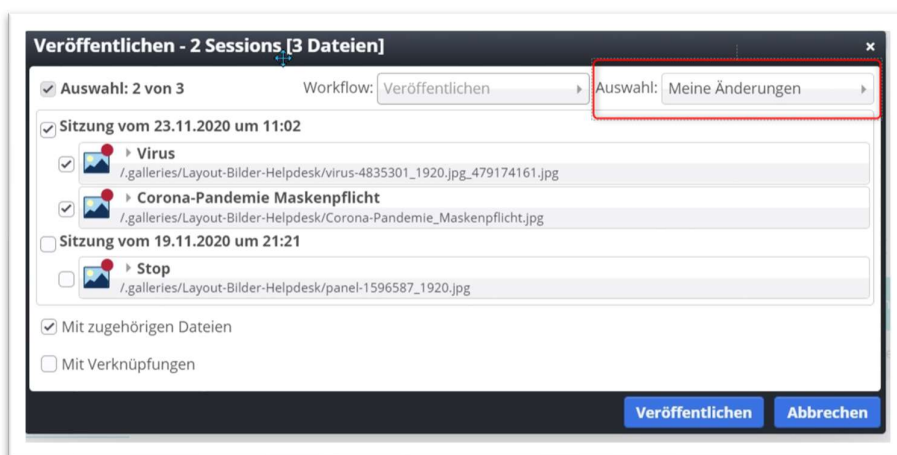 Veröffentlichen - 2 Sessions [3 Dateien]
Auswahl: 2 von 3 Workflow: Veröffentlichen Auswahl: Meine Änderungen
Sitzung vom 23.11.2020 um 11:02
Virus
/.galleries/Layout-Bilder-Helpdesk/virus-4835301_1920.jpg_479174161.jpg
Corona-Pandemie Maskenpflicht
/.galleries/Layout-Bilder-Helpdesk/Corona-Pandemie_Maskenpflicht.jpg
Sitzung vom 19.11.2020 um 21:21
Stop
/.galleries/Layout-Bilder-Helpdesk/panel-1596587_1920.jpg
Mit zugehörigen Dateien
Mit Verknüpfungen
Veröffentlichen Abbrechen